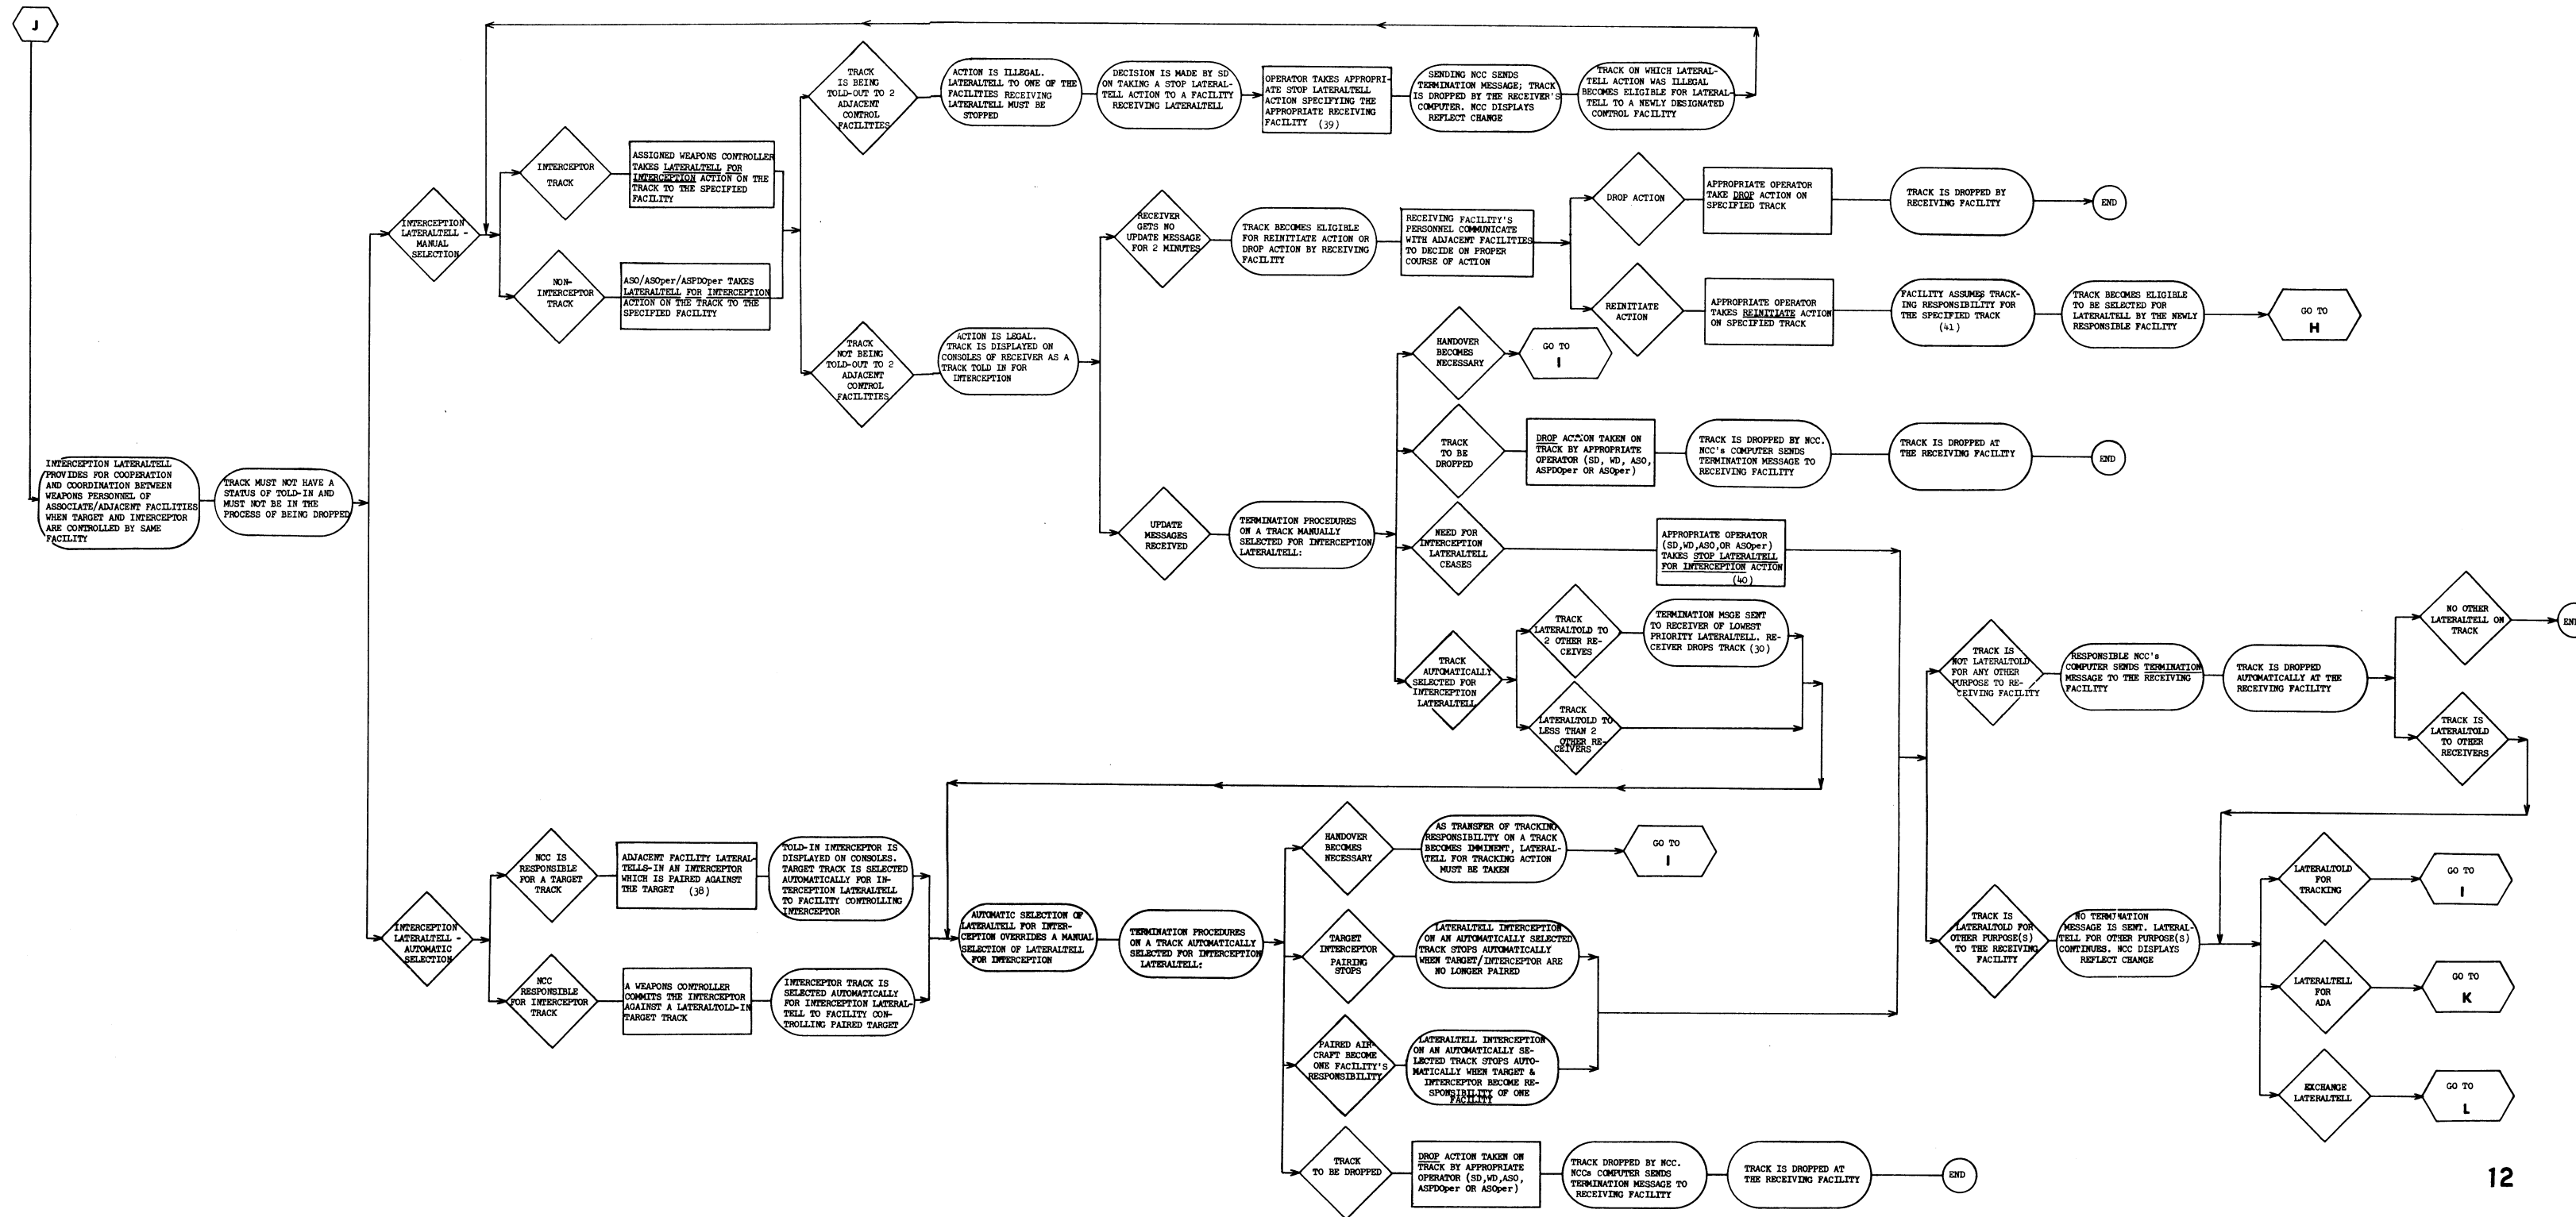 J
INTERCEPTION LATERALTELL
PROVIDES FOR COOPERATION
AND COORDINATION BETWEEN
WEAPONS PERSONNEL OF
ASSOCIATE/ADJACENT FACILITIES
WHEN TARGET AND INTERCEPTOR
ARE CONTROLLED BY SAME
FACILITY
TRACK MUST NOT HAVE A
STATUS OF TOLD-IN AND
MUST NOT BE IN THE
PROCESS OF BEING DROPPED
INTERCEPTION
LATERALTELL -
MANUAL
SELECTION
INTERCEPTOR
TRACK
ASSIGNED WEAPONS CONTROLLER
TAKES LATERALTELL FOR
INTERCEPTION ACTION ON THE
TRACK TO THE SPECIFIED
FACILITY
NON-
INTERCEPTOR
TRACK
ASO/ASOper/ASPDOper TAKES
LATERALTELL FOR INTERCEPTION
ACTION ON THE TRACK TO THE
SPECIFIED FACILITY
TRACK
IS BEING
TOLD-OUT TO 2
ADJACENT
CONTROL
FACILITIES
ACTION IS ILLEGAL.
LATERALTELL TO ONE OF THE
FACILITIES RECEIVING
LATERALTELL MUST BE
STOPPED
DECISION IS MADE BY SD
ON TAKING A STOP LATERAL-
TELL ACTION TO A FACILITY
RECEIVING LATERALTELL
OPERATOR TAKES APPROPRI-
ATE STOP LATERALTELL
ACTION SPECIFYING THE
APPROPRIATE RECEIVING
FACILITY (39)
SENDING NCC SENDS
TERMINATION MESSAGE; TRACK
IS DROPPED BY THE RECEIVER'S
COMPUTER. NCC DISPLAYS
REFLECT CHANGE
TRACK ON WHICH LATERAL-
TELL ACTION WAS ILLEGAL
BECOMES ELIGIBLE FOR LATERAL-
TELL TO A NEWLY DESIGNATED
CONTROL FACILITY
TRACK
NOT BEING
TOLD-OUT TO 2
ADJACENT
CONTROL
FACILITIES
ACTION IS LEGAL.
TRACK IS DISPLAYED ON
CONSOLES OF RECEIVER AS A
TRACK TOLD IN FOR
INTERCEPTION
RECEIVER
GETS NO
UPDATE MESSAGE
FOR 2 MINUTES
TRACK BECOMES ELIGIBLE
FOR REINITIATE ACTION OR
DROP ACTION BY RECEIVING
FACILITY
RECEIVING FACILITY'S
PERSONNEL COMMUNICATE
WITH ADJACENT FACILITIES
TO DECIDE ON PROPER
COURSE OF ACTION
DROP ACTION
APPROPRIATE OPERATOR
TAKE DROP ACTION ON
SPECIFIED TRACK
TRACK IS DROPPED BY
RECEIVING FACILITY
END
REINITIATE
ACTION
APPROPRIATE OPERATOR
TAKES REINITIATE ACTION
ON SPECIFIED TRACK
FACILITY ASSUMES TRACK-
ING RESPONSIBILITY FOR
THE SPECIFIED TRACK
(41)
TRACK BECOMES ELIGIBLE
TO BE SELECTED FOR
LATERALTELL BY THE NEWLY
RESPONSIBLE FACILITY
GO TO
H
UPDATE
MESSAGES
RECEIVED
TERMINATION PROCEDURES
ON A TRACK MANUALLY
SELECTED FOR INTERCEPTION
LATERALTELL:
HANDOVER
BECOMES
NECESSARY
GO TO
I
TRACK
TO BE
DROPPED
DROP ACTION TAKEN ON
TRACK BY APPROPRIATE
OPERATOR (SD, WD, ASO,
ASPDOper OR ASOper)
TRACK IS DROPPED BY NCC.
NCC's COMPUTER SENDS
TERMINATION MESSAGE TO
RECEIVING FACILITY
TRACK IS DROPPED AT
THE RECEIVING FACILITY
END
NEED FOR
INTERCEPTION
LATERALTELL
CEASES
APPROPRIATE OPERATOR
(SD,WD,ASO,OR ASOper)
TAKES STOP LATERALTELL
FOR INTERCEPTION ACTION
(40)
TRACK
AUTOMATICALLY
SELECTED FOR
INTERCEPTION
LATERALTELL
TRACK
LATERALTOLD TO
2 OTHER RE-
CEIVES
TERMINATION MSGE SENT
TO RECEIVER OF LOWEST
PRIORITY LATERALTELL. RE-
CEIVER DROPS TRACK (30)
TRACK
LATERALTOLD TO
LESS THAN 2
OTHER RE-
CEIVERS
INTERCEPTION
LATERALTELL -
AUTOMATIC
SELECTION
NCC IS
RESPONSIBLE
FOR A TARGET
TRACK
ADJACENT FACILITY LATERAL-
TELLS-IN AN INTERCEPTOR
WHICH IS PAIRED AGAINST
THE TARGET (38)
TOLD-IN INTERCEPTOR IS
DISPLAYED ON CONSOLES.
TARGET TRACK IS SELECTED
AUTOMATICALLY FOR IN-
TERCEPTION LATERALTELL
TO FACILITY CONTROLLING
INTERCEPTOR
NCC
RESPONSIBLE
FOR INTERCEPTOR
TRACK
A WEAPONS CONTROLLER
COMMITS THE INTERCEPTOR
AGAINST A LATERALTOLD-IN
TARGET TRACK
INTERCEPTOR TRACK IS
SELECTED AUTOMATICALLY
FOR INTERCEPTION LATERAL-
TELL TO FACILITY CON-
TROLLING PAIRED TARGET
AUTOMATIC SELECTION OF
LATERALTELL FOR INTER-
CEPTION OVERRIDES A MANUAL
SELECTION OF LATERALTELL
FOR INTERCEPTION
TERMINATION PROCEDURES
ON A TRACK AUTOMATICALLY
SELECTED FOR INTERCEPTION
LATERALTELL:
HANDOVER
BECOMES
NECESSARY
AS TRANSFER OF TRACKING
RESPONSIBILITY ON A TRACK
BECOMES IMMINENT, LATERAL-
TELL FOR TRACKING ACTION
MUST BE TAKEN
GO TO
I
TARGET
INTERCEPTOR
PAIRING
STOPS
LATERALTELL INTERCEPTION
ON AN AUTOMATICALLY SELECTED
TRACK STOPS AUTOMATICALLY
WHEN TARGET/INTERCEPTOR ARE
NO LONGER PAIRED
PAIRED AIR-
CRAFT BECOME
ONE FACILITY'S
RESPONSIBILITY
LATERALTELL INTERCEPTION
ON AN AUTOMATICALLY SE-
LECTED TRACK STOPS AUTO-
MATICALLY WHEN TARGET &
INTERCEPTOR BECOME RE-
SPONSIBILITY OF ONE
FACILITY
TRACK
TO BE DROPPED
DROP ACTION TAKEN ON
TRACK BY APPROPRIATE
OPERATOR (SD,WD,ASO,
ASPDOper OR ASOper)
TRACK DROPPED BY NCC.
NCCs COMPUTER SENDS
TERMINATION MESSAGE TO
RECEIVING FACILITY
TRACK IS DROPPED AT
THE RECEIVING FACILITY
END
TRACK IS
NOT LATERALTOLD
FOR ANY OTHER
PURPOSE TO RE-
CEIVING FACILITY
RESPONSIBLE NCC's
COMPUTER SENDS TERMINATION
MESSAGE TO THE RECEIVING
FACILITY
TRACK IS DROPPED
AUTOMATICALLY AT THE
RECEIVING FACILITY
NO OTHER
LATERALTELL ON
TRACK
END
TRACK IS
LATERALTOLD
TO OTHER
RECEIVERS
TRACK IS
LATERALTOLD FOR
OTHER PURPOSE(S)
TO THE RECEIVING
FACILITY
NO TERMINATION
MESSAGE IS SENT. LATERAL-
TELL FOR OTHER PURPOSE(S)
CONTINUES. NCC DISPLAYS
REFLECT CHANGE
LATERALTOLD
FOR
TRACKING
GO TO
I
LATERALTELL
FOR
ADA
GO TO
K
EXCHANGE
LATERALTELL
GO TO
L
12